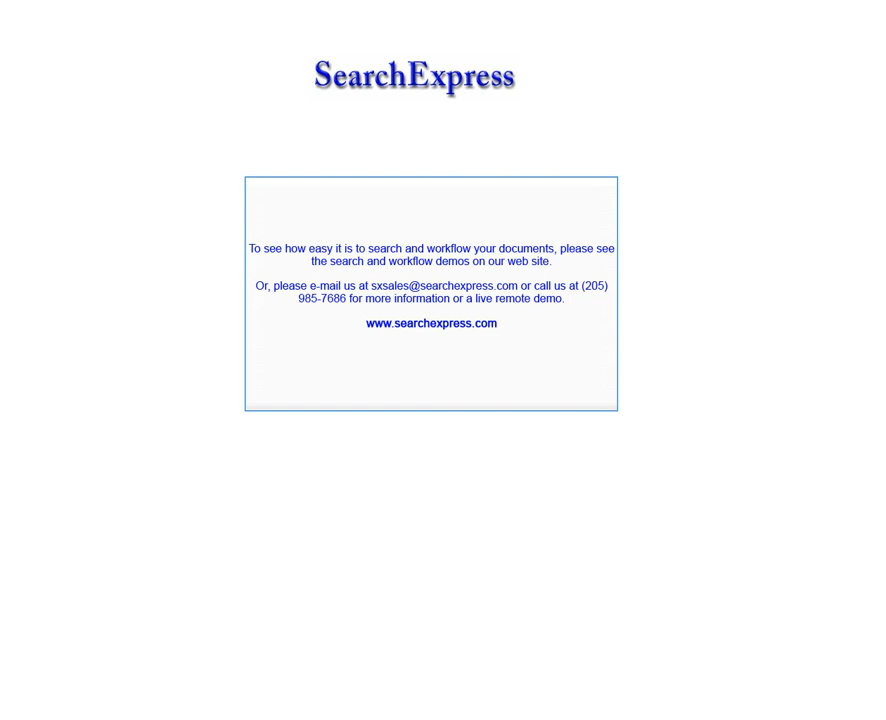 SearchExpress
To see how easy it is to search and workflow your documents, please see
the search and workflow demos on our web site.
Or, please e-mail us at sxsales@searchexpress.com or call us at (205)
985-7686 for more information or a live remote demo.
www.searchexpress.com